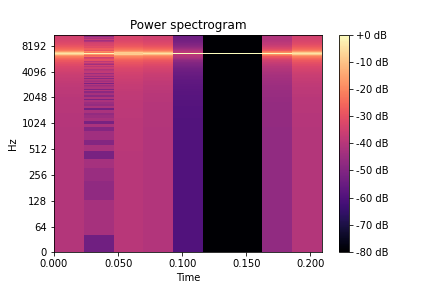 Power spectrogram
8192
4096
2048
1024
512
256
128
64
0
Hz
0.000 0.050 0.100 0.150 0.200
Time
+0 dB
-10 dB
-20 dB
-30 dB
-40 dB
-50 dB
-60 dB
-70 dB
-80 dB